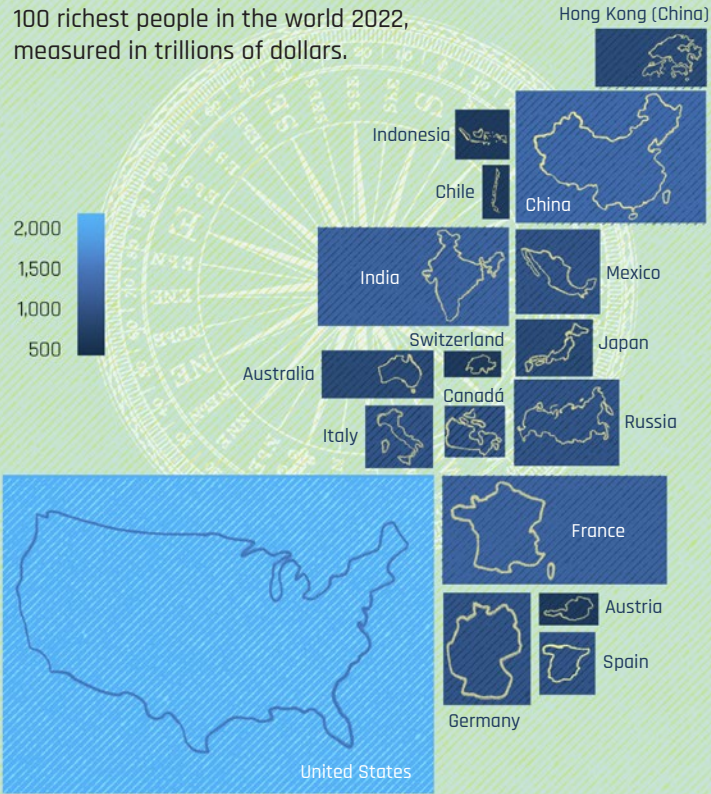 100 richest people in the world 2022,
measured in trillions of dollars.
Hong Kong (China)
Indonesia
Chile
China
2,000
1,500
1,000
500
India
Mexico
Switzerland
Japan
Australia
Canadá
Italy
Russia
France
Austria
Spain
Germany
United States
E
NE
SE
S